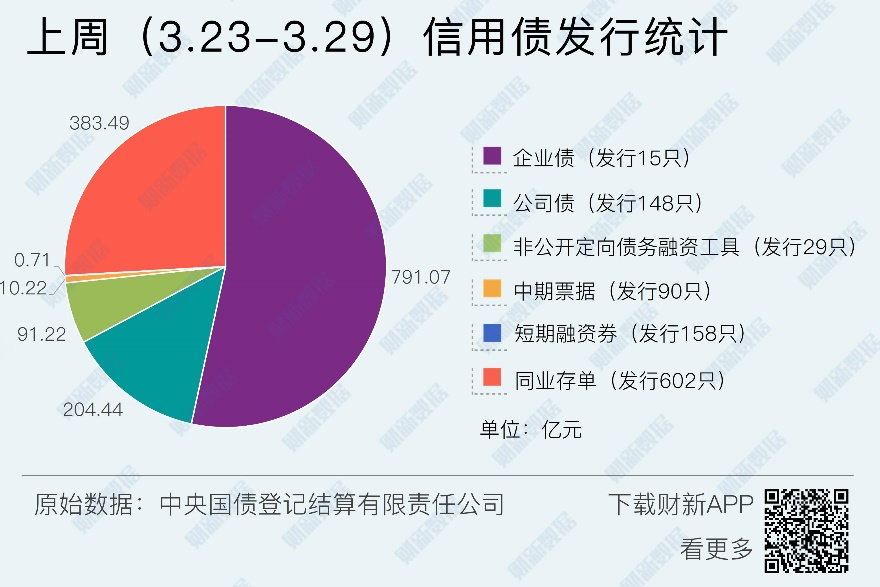 上周（3.23-3.29）信用债发行统计
383.49
0.71
10.22
91.22
204.44
791.07
企业债（发行15只）
公司债（发行148只）
非公开定向债务融资工具（发行29只）
中期票据（发行90只）
短期融资券（发行158只）
同业存单（发行602只）
单位：亿元
原始数据：中央国债登记结算有限责任公司
下载财新APP
看更多
财新数据